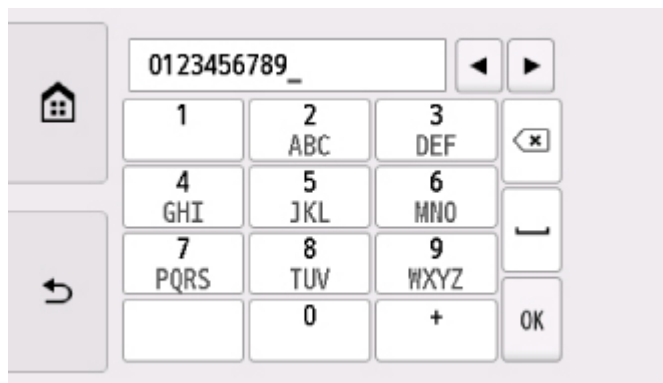 0123456789_
1 2 3
ABC DEF
4 5 6
GHI JKL MNO
7 8 9
PQRS TUV WXYZ
0 + OK